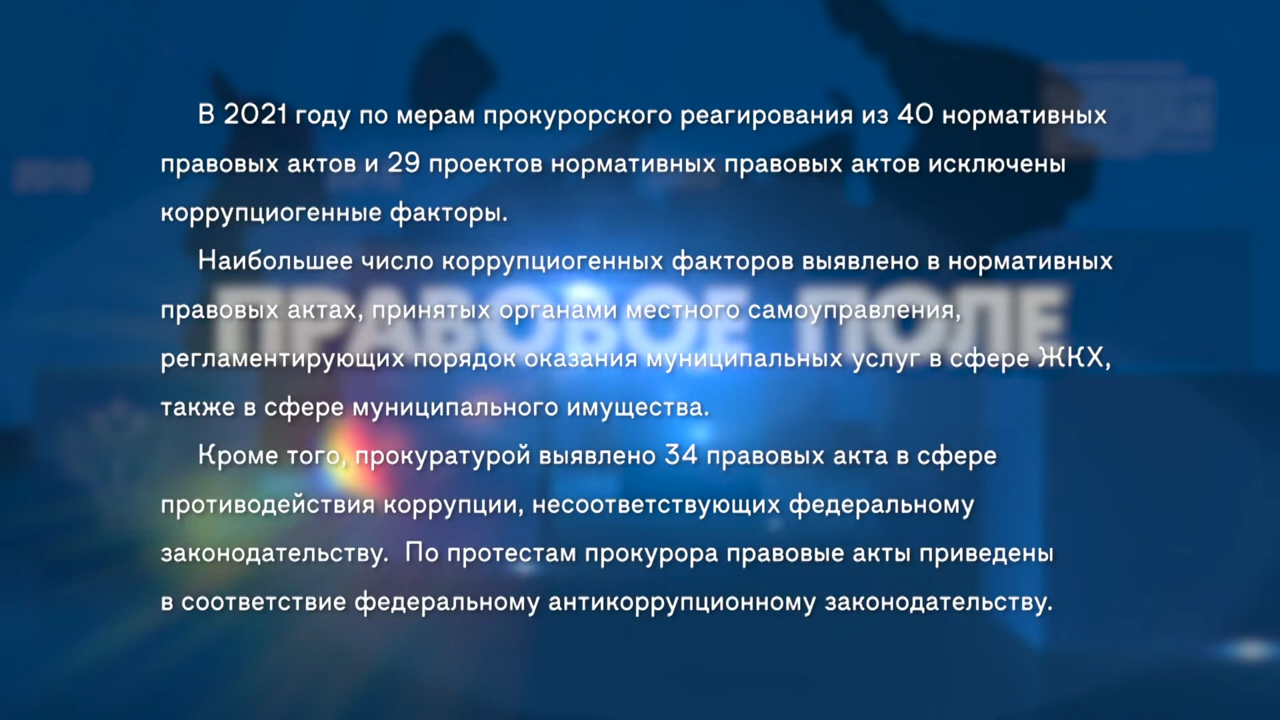 В 2021 году по мерам прокурорского реагирования из 40 нормативных
правовых актов и 29 проектов нормативных правовых актов исключены
коррупциогенные факторы.
Наибольшее число коррупциогенных факторов выявлено в нормативных
правовых актах, принятых органами местного самоуправления,
регламентирующих порядок оказания муниципальных услуг в сфере ЖКХ,
также в сфере муниципального имущества.
Кроме того, прокуратурой выявлено 34 правовых акта в сфере
противодействия коррупции, несоответствующих федеральному
законодательству. По протестам прокурора правовые акты приведены
в соответствие федеральному антикоррупционному законодательству.
ПРАВОВОЕ ПОЛЕ